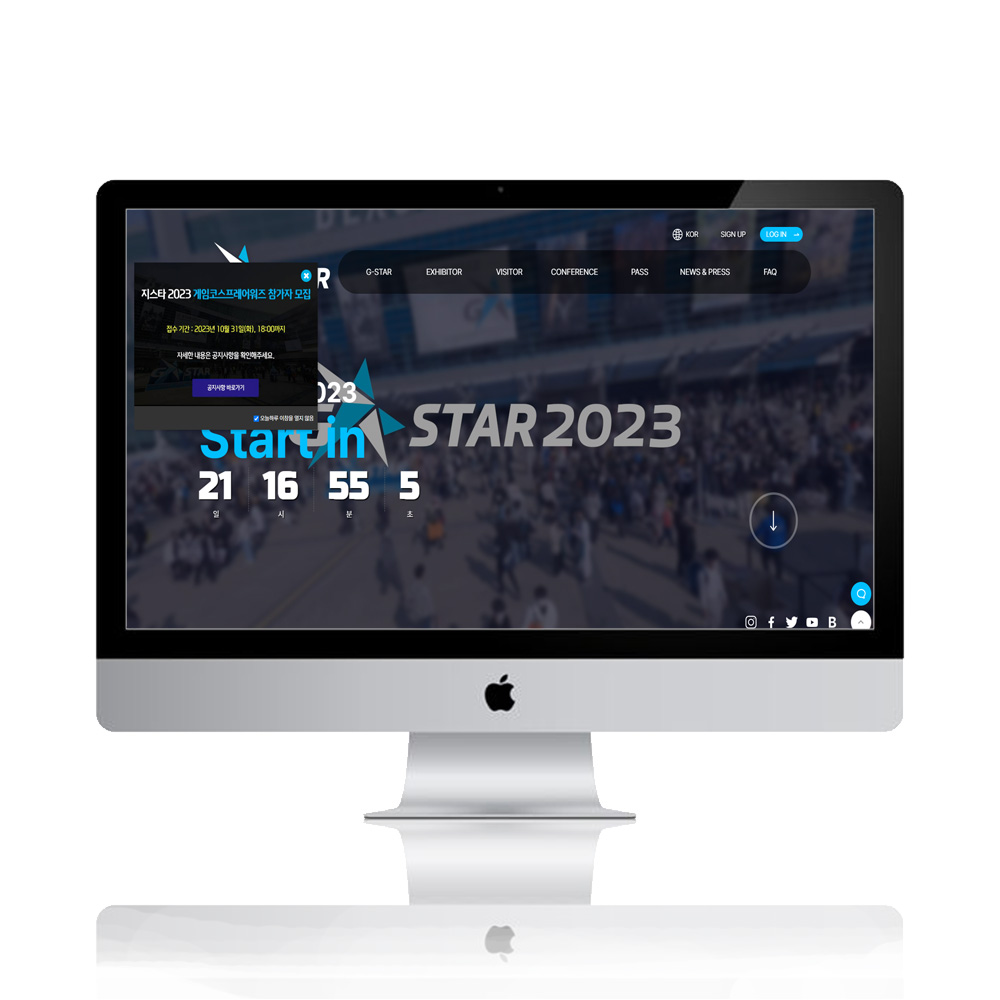 KOR SIGN UP LOG IN
G-STAR EXHIBITOR VISITOR CONFERENCE PASS NEWS & PRESS FAQ
지스타 2023 게임코스프레어워즈 참가자 모집
접수 기간 : 2023년 10월 31일(화), 18:00까지
자세한 내용은 공지사항을 확인해주세요.
공지사항 바로가기
오늘하루 이창을 열지 않음
STAR 2023
Start in
21 16 55 5
일 시 분 초
B